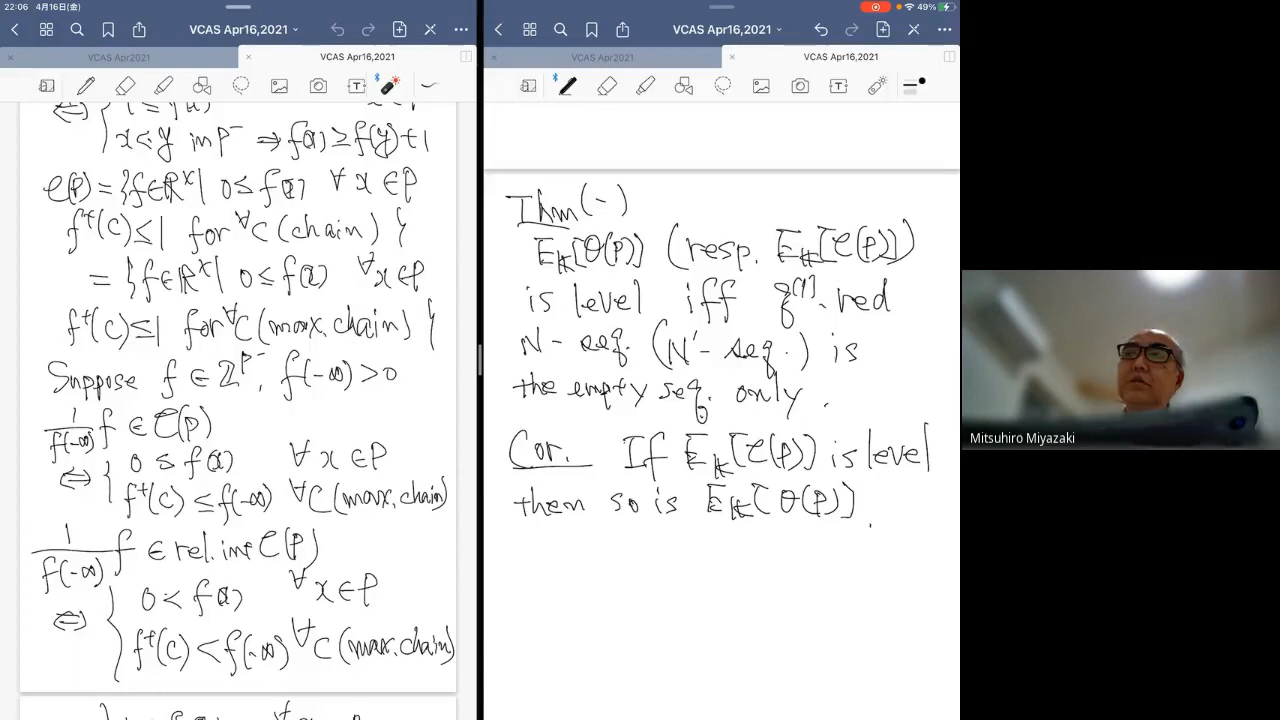 22:06 4月16日(金)
49%
VCAS Apr16,2021
VCAS Apr2021
VCAS Apr16,2021
x<y in P⁻ ⇒ f(x) ≥ f(y)+1
C(P) = {f∈ℝ^X | 0 ≤ f(x) ∀x∈P
f⁺(C) ≤ 1 for ∀C (chain) }
= {f∈ℝ^X | 0 ≤ f(x) ∀x∈P
f⁺(C) ≤ 1 for ∀C (max. chain) }
Suppose f ∈ ℤ^P⁻, f(-∞) > 0
1/f(-∞) f ∈ C(P)
⇔ { 0 ≤ f(x) ∀x∈P
f⁺(C) ≤ f(-∞) ∀C (max. chain)
1/f(-∞) f ∈ rel.int C(P)
⇔ { 0 < f(x) ∀x∈P
f⁺(C) < f(-∞) ∀C (max. chain)
VCAS Apr16,2021
VCAS Apr2021
VCAS Apr16,2021
Thm (-)
E_𝕜[O(P)] (resp. E_𝕜[C(P)])
is level iff q^(1)-red
N-seq. (N'-seq.) is
the empty seq. only.
Cor. If E_𝕜[C(P)] is level
then so is E_𝕜[O(P)].
Mitsuhiro Miyazaki